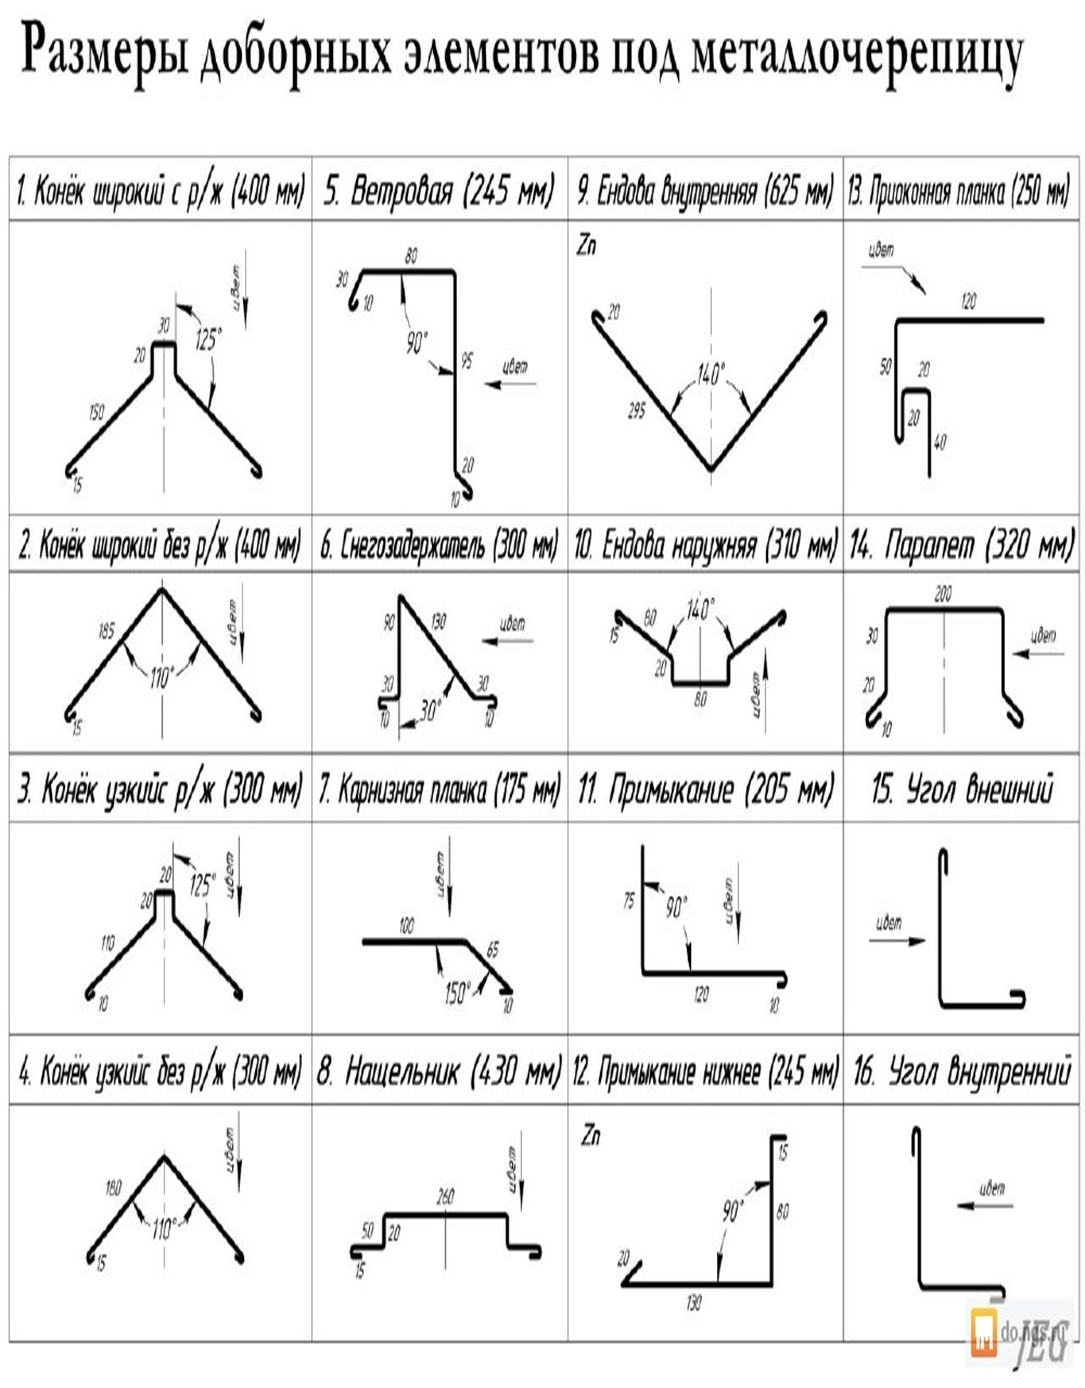 Размеры доборных элементов под металлочерепицу
1. Конёк широкий с р/ж (400 мм)
цвет
30
125°
20
150
15
5. Ветровая (245 мм)
80
30
10
90°
95
цвет
20
10
9. Ендова внутренняя (625 мм)
Zn
20
140°
295
13. Приоконная планка (250 мм)
цвет
120
50
20
20
40
2. Конёк широкий без р/ж (400 мм)
185
цвет
110°
15
6. Снегозадержатель (300 мм)
90
130
цвет
30
30
10
30°
10
10. Ендова наружняя (310 мм)
80
140°
15
20
80
цвет
14. Парапет (320 мм)
200
30
цвет
20
10
3. Конёк узкийс р/ж (300 мм)
цвет
20
125°
20
110
10
7. Карнизная планка (175 мм)
цвет
100
65
150°
10
11. Примыкание (205 мм)
75
90°
цвет
120
10
15. Угол внешний
цвет
4. Конёк узкийс без р/ж (300 мм)
цвет
180
110°
15
8. Нащельник (430 мм)
цвет
260
50
20
15
12. Примыкание нижнее (245 мм)
Zn
15
90°
80
20
130
16. Угол внутренний
цвет
do.ngs.ru
JEG